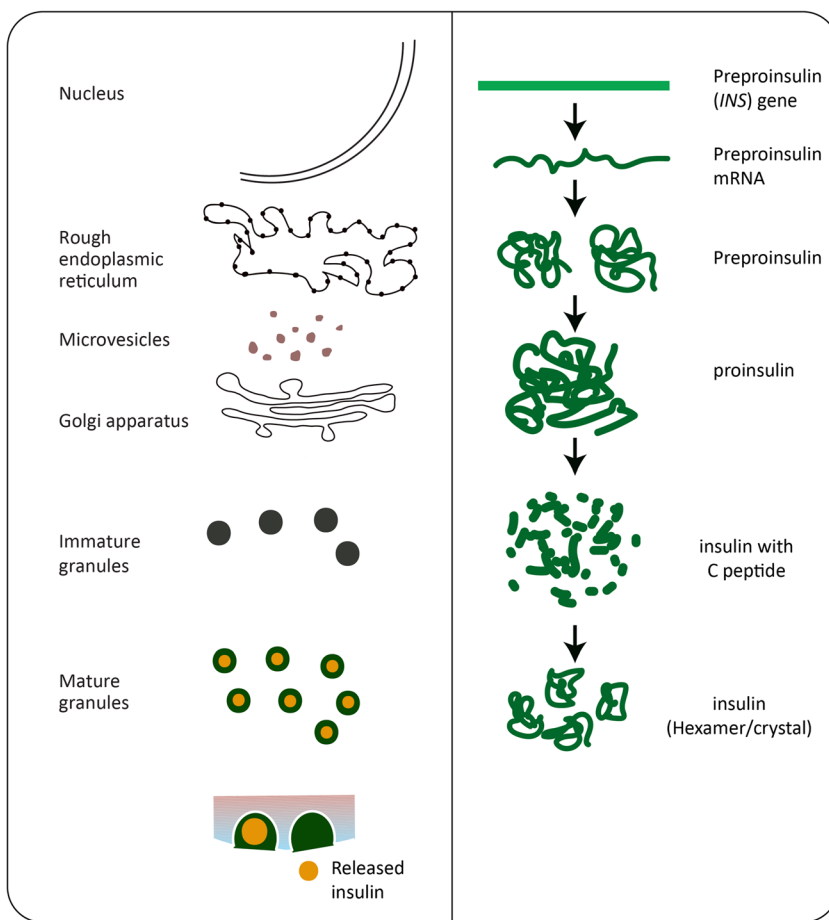 Nucleus
Rough
endoplasmic
reticulum
Microvesicles
Golgi apparatus
Immature
granules
Mature
granules
Released
insulin
Preproinsulin
(INS) gene
Preproinsulin
mRNA
Preproinsulin
proinsulin
insulin with
C peptide
insulin
(Hexamer/crystal)